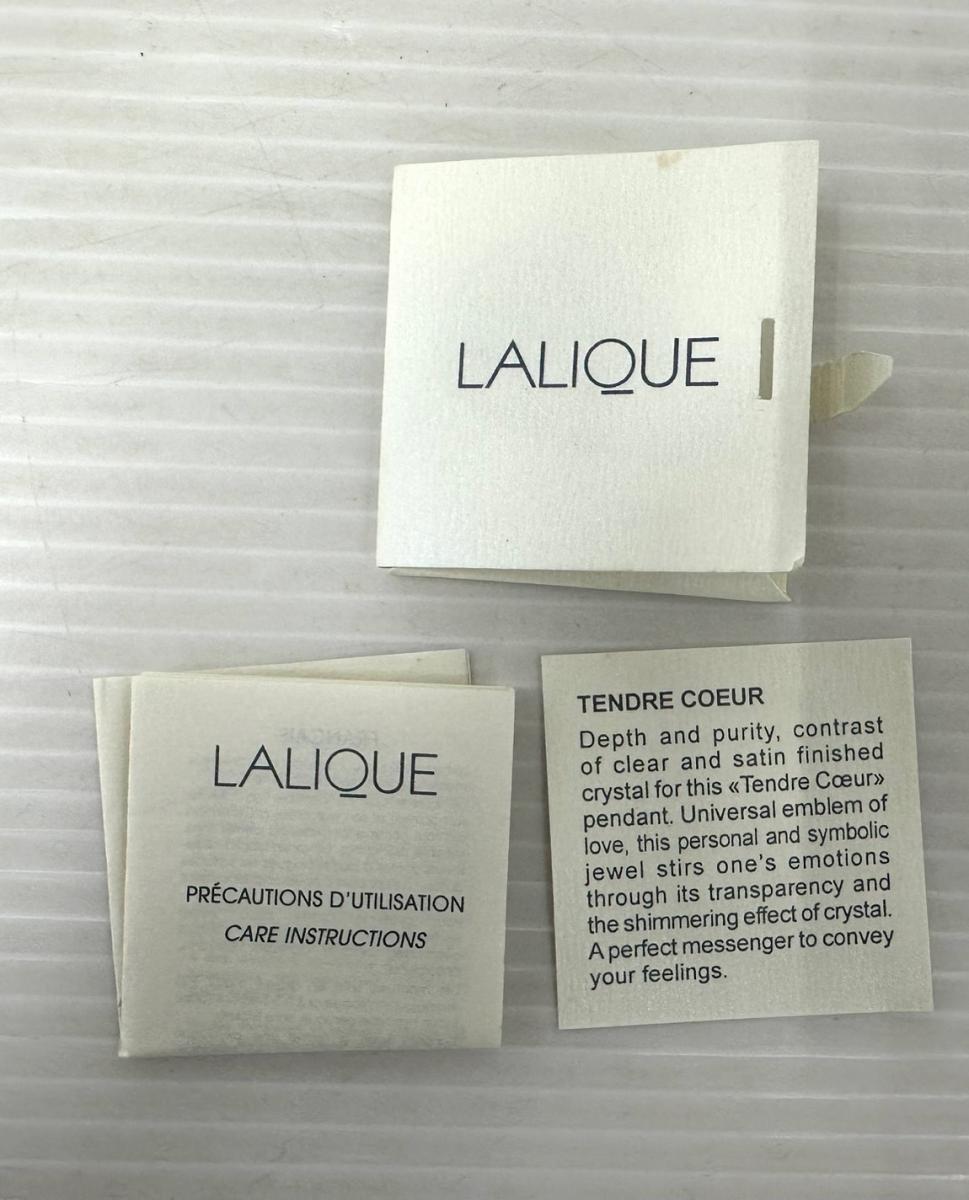 LALIQUE
LALIQUE
PRÉCAUTIONS D'UTILISATION
CARE INSTRUCTIONS
TENDRE COEUR
Depth and purity, contrast
of clear and satin finished
crystal for this «Tendre Cœur»
pendant. Universal emblem of
love, this personal and symbolic
jewel stirs one's emotions
through its transparency and
the shimmering effect of crystal.
A perfect messenger to convey
your feelings.